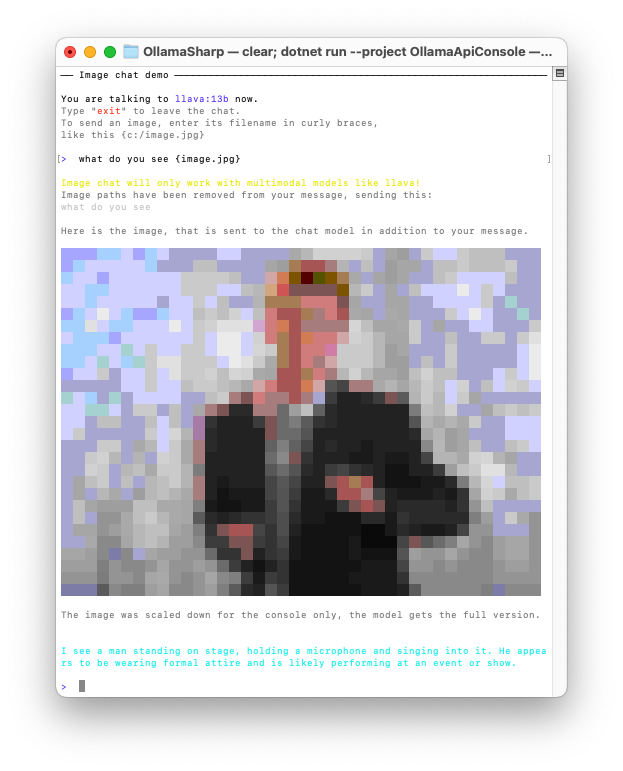 OllamaSharp — clear; dotnet run --project OllamaApiConsole —...
Image chat demo
You are talking to llava:13b now.
Type "exit" to leave the chat.
To send an image, enter its filename in curly braces,
like this {c:/image.jpg}
[> what do you see {image.jpg} ]
Image chat will only work with multimodal models like llava!
Image paths have been removed from your message, sending this:
what do you see
Here is the image, that is sent to the chat model in addition to your message.
The image was scaled down for the console only, the model gets the full version.
I see a man standing on stage, holding a microphone and singing into it. He appea
rs to be wearing formal attire and is likely performing at an event or show.
>